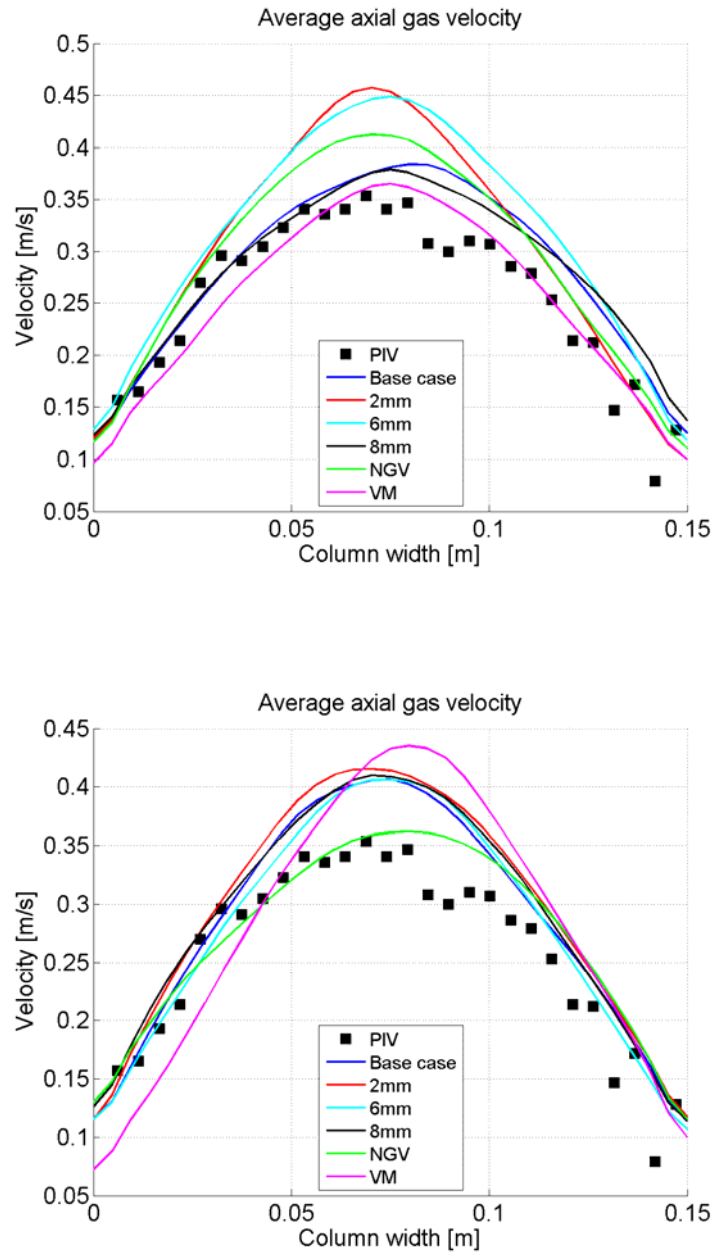 Average axial gas velocity
0.5
0.45
0.4
0.35
0.3
0.25
0.2
0.15
0.1
0.05
Velocity [m/s]
PIV
Base case
2mm
6mm
8mm
NGV
VM
0 0.05 0.1 0.15
Column width [m]
Average axial gas velocity
0.45
0.4
0.35
0.3
0.25
0.2
0.15
0.1
0.05
Velocity [m/s]
PIV
Base case
2mm
6mm
8mm
NGV
VM
0 0.05 0.1 0.15
Column width [m]